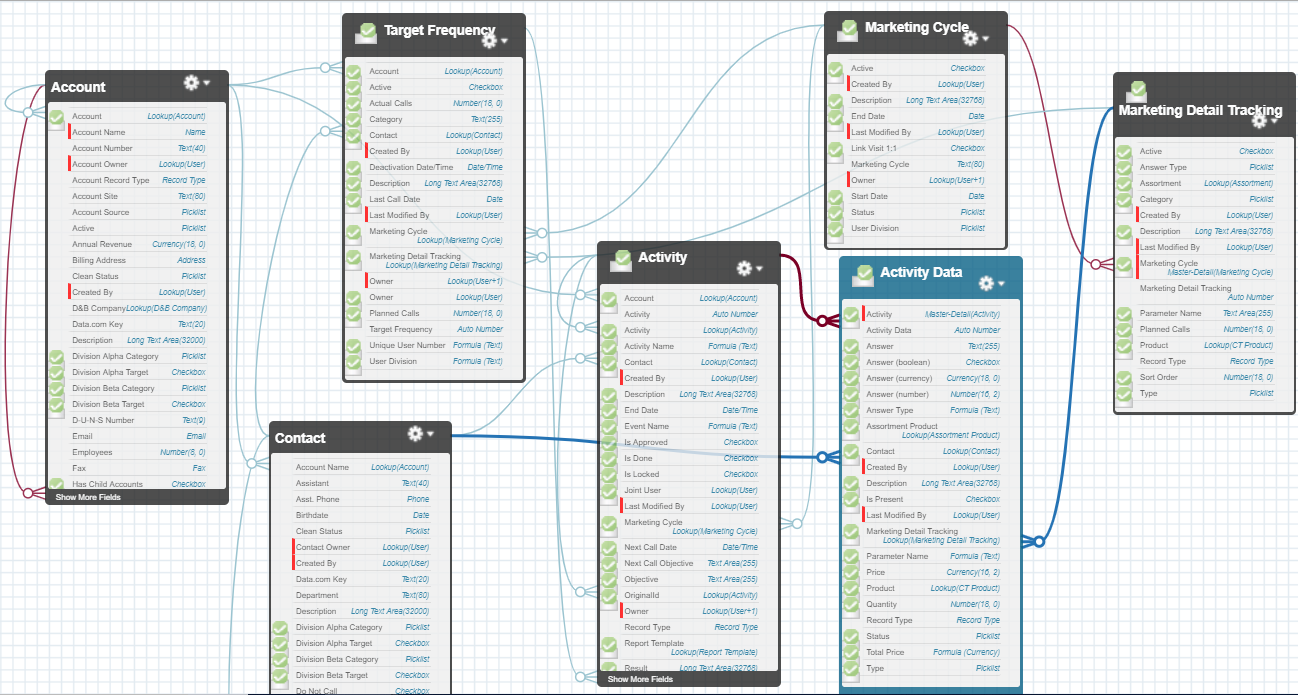 Account
Account Lookup(Account)
Account Name Name
Account Number Text(40)
Account Owner Lookup(User)
Account Record Type Record Type
Account Site Text(80)
Account Source Picklist
Active Picklist
Annual Revenue Currency(18, 0)
Billing Address Address
Clean Status Picklist
Created By Lookup(User)
D&B Company Lookup(D&B Company)
Data.com Key Text(20)
Description Long Text Area(32000)
Division Alpha Category Picklist
Division Alpha Target Checkbox
Division Beta Category Picklist
Division Beta Target Checkbox
D-U-N-S Number Text(9)
Email Email
Employees Number(8, 0)
Fax Fax
Has Child Accounts Checkbox
Show More Fields
Target Frequency
Account Lookup(Account)
Active Checkbox
Actual Calls Number(18, 0)
Category Text(255)
Contact Lookup(Contact)
Created By Lookup(User)
Deactivation Date/Time Date/Time
Description Long Text Area(32768)
Last Call Date Date
Last Modified By Lookup(User)
Marketing Cycle
Lookup(Marketing Cycle)
Marketing Detail Tracking
Lookup(Marketing Detail Tracking)
Owner Lookup(User+1)
Owner Lookup(User)
Planned Calls Number(18, 0)
Target Frequency Auto Number
Unique User Number Formula (Text)
User Division Formula (Text)
Contact
Account Name Lookup(Account)
Assistant Text(40)
Asst. Phone Phone
Birthdate Date
Clean Status Picklist
Contact Owner Lookup(User)
Created By Lookup(User)
Data.com Key Text(20)
Department Text(80)
Description Long Text Area(32000)
Division Alpha Category Picklist
Division Alpha Target Checkbox
Division Beta Category Picklist
Division Beta Target Checkbox
Do Not Call Checkbox
Activity
Account Lookup(Account)
Activity Auto Number
Activity Lookup(Activity)
Activity Name Formula (Text)
Contact Lookup(Contact)
Created By Lookup(User)
Description Long Text Area(32768)
End Date Date/Time
Event Name Formula (Text)
Is Approved Checkbox
Is Done Checkbox
Is Locked Checkbox
Joint User Lookup(User)
Last Modified By Lookup(User)
Marketing Cycle
Lookup(Marketing Cycle)
Next Call Date Date/Time
Next Call Objective Text Area(255)
Objective Text Area(255)
OriginalId Lookup(Activity)
Owner Lookup(User+1)
Record Type Record Type
Report Template
Lookup(Report Template)
Result Long Text Area(32768)
Show More Fields
Marketing Cycle
Active Checkbox
Created By Lookup(User)
Description Long Text Area(32768)
End Date Date
Last Modified By Lookup(User)
Link Visit 1:1 Checkbox
Marketing Cycle Text(80)
Owner Lookup(User+1)
Start Date Date
Status Picklist
User Division Picklist
Activity Data
Activity Master-Detail(Activity)
Activity Data Auto Number
Answer Text(255)
Answer (boolean) Checkbox
Answer (currency) Currency(18, 0)
Answer (number) Number(16, 2)
Answer Type Formula (Text)
Assortment Product
Lookup(Assortment Product)
Contact Lookup(Contact)
Created By Lookup(User)
Description Long Text Area(32768)
Is Present Checkbox
Last Modified By Lookup(User)
Marketing Detail Tracking
Lookup(Marketing Detail Tracking)
Parameter Name Formula (Text)
Price Currency(16, 2)
Product Lookup(CT Product)
Quantity Number(18, 0)
Record Type Record Type
Status Picklist
Total Price Formula (Currency)
Type Picklist
Marketing Detail Tracking
Active Checkbox
Answer Type Picklist
Assortment Lookup(Assortment)
Category Picklist
Created By Lookup(User)
Description Long Text Area(32768)
Last Modified By Lookup(User)
Marketing Cycle
Master-Detail(Marketing Cycle)
Marketing Detail Tracking
Auto Number
Parameter Name Text Area(255)
Planned Calls Number(18, 0)
Product Lookup(CT Product)
Record Type Record Type
Sort Order Number(18, 0)
Type Picklist